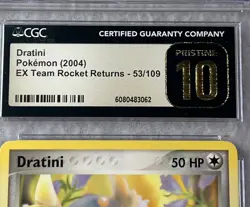 CGC
CERTIFIED GUARANTY COMPANY
Dratini
Pokémon (2004)
EX Team Rocket Returns - 53/109
6080483062
PRISTINE
10
Dratini
50 HP